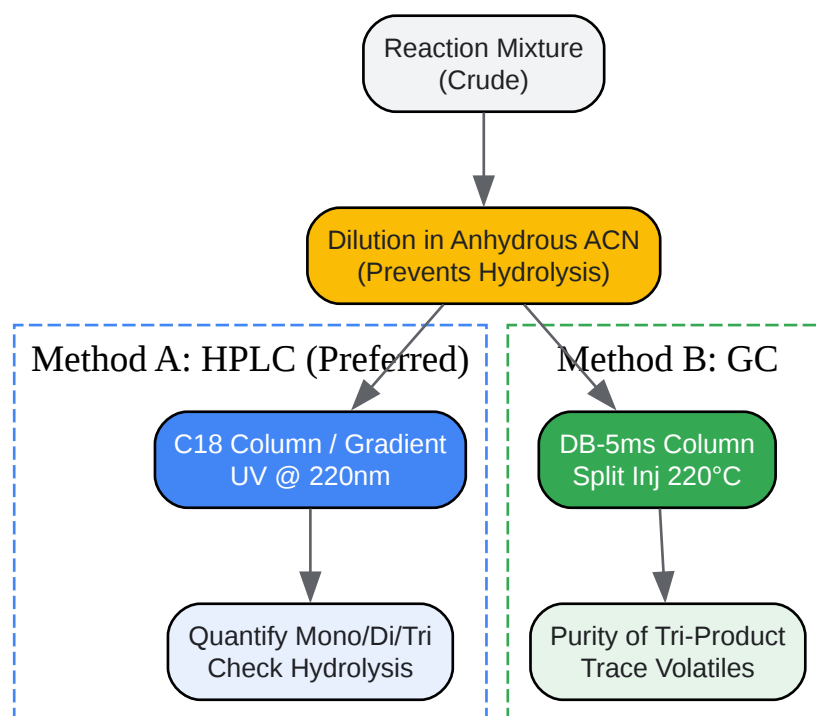 Reaction Mixture
(Crude)
Dilution in Anhydrous ACN
(Prevents Hydrolysis)
Method A: HPLC (Preferred)
C18 Column / Gradient
UV @ 220nm
Quantify Mono/Di/Tri
Check Hydrolysis
Method B: GC
DB-5ms Column
Split Inj 220°C
Purity of Tri-Product
Trace Volatiles